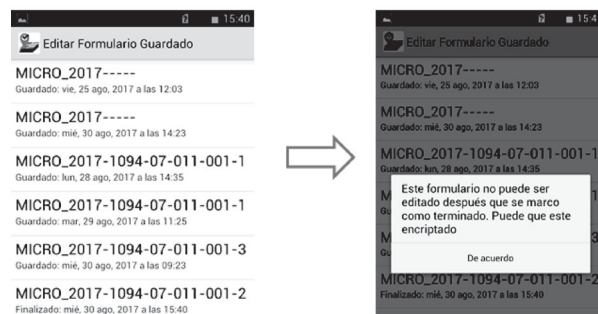 15:40
Editar Formulario Guardado
MICRO_2017-----
Guardado: vie, 25 ago, 2017 a las 12:03
MICRO_2017-----
Guardado: mié, 30 ago, 2017 a las 14:23
MICRO_2017-1094-07-011-001-1
Guardado: lun, 28 ago, 2017 a las 14:35
MICRO_2017-1094-07-011-001-1
Guardado: mar, 29 ago, 2017 a las 11:25
MICRO_2017-1094-07-011-001-3
Guardado: mié, 30 ago, 2017 a las 09:23
MICRO_2017-1094-07-011-001-2
Finalizado: mié, 30 ago, 2017 a las 15:40
15:4
Editar Formulario Guardado
MICRO_2017-----
Guardado: vie, 25 ago, 2017 a las 12:03
MICRO_2017-----
Guardado: mié, 30 ago, 2017 a las 14:23
MICRO_2017-1094-07-011-001-1
Guardado: lun, 28 ago, 2017 a las 14:35
Este formulario no puede ser
editado después que se marco
como terminado. Puede que este
encriptado
De acuerdo
MICRO_2017-1094-07-011-001-2
Finalizado: mié, 30 ago, 2017 a las 15:40